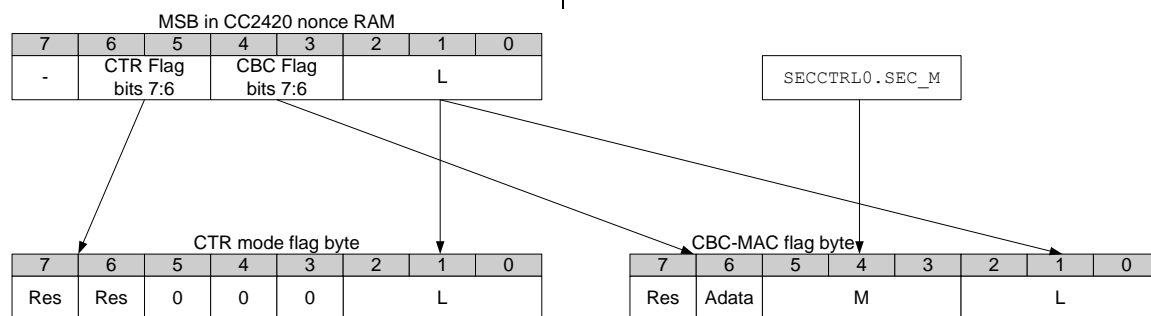 MSB in CC2420 nonce RAM
7 6 5 4 3 2 1 0
- CTR Flag bits 7:6 CBC Flag bits 7:6 L
SECCTRL0.SEC_M
CTR mode flag byte
7 6 5 4 3 2 1 0
Res Res 0 0 0 L
CBC-MAC flag byte
7 6 5 4 3 2 1 0
Res Adata M L